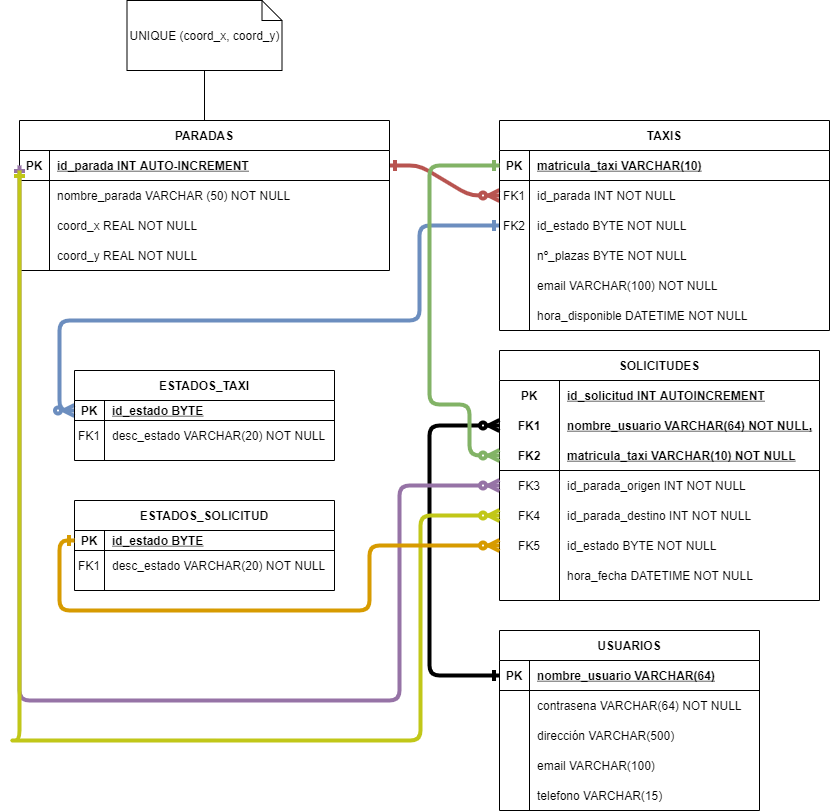 UNIQUE (coord_x, coord_y)
PARADAS
PK id_parada INT AUTO-INCREMENT
nombre_parada VARCHAR (50) NOT NULL
coord_x REAL NOT NULL
coord_y REAL NOT NULL
TAXIS
PK matricula_taxi VARCHAR(10)
FK1 id_parada INT NOT NULL
FK2 id_estado BYTE NOT NULL
nº_plazas BYTE NOT NULL
email VARCHAR(100) NOT NULL
hora_disponible DATETIME NOT NULL
ESTADOS_TAXI
PK id_estado BYTE
FK1 desc_estado VARCHAR(20) NOT NULL
SOLICITUDES
PK id_solicitud INT AUTOINCREMENT
FK1 nombre_usuario VARCHAR(64) NOT NULL,
FK2 matricula_taxi VARCHAR(10) NOT NULL
FK3 id_parada_origen INT NOT NULL
FK4 id_parada_destino INT NOT NULL
FK5 id_estado BYTE NOT NULL
hora_fecha DATETIME NOT NULL
ESTADOS_SOLICITUD
PK id_estado BYTE
FK1 desc_estado VARCHAR(20) NOT NULL
USUARIOS
PK nombre_usuario VARCHAR(64)
contrasena VARCHAR(64) NOT NULL
dirección VARCHAR(500)
email VARCHAR(100)
telefono VARCHAR(15)